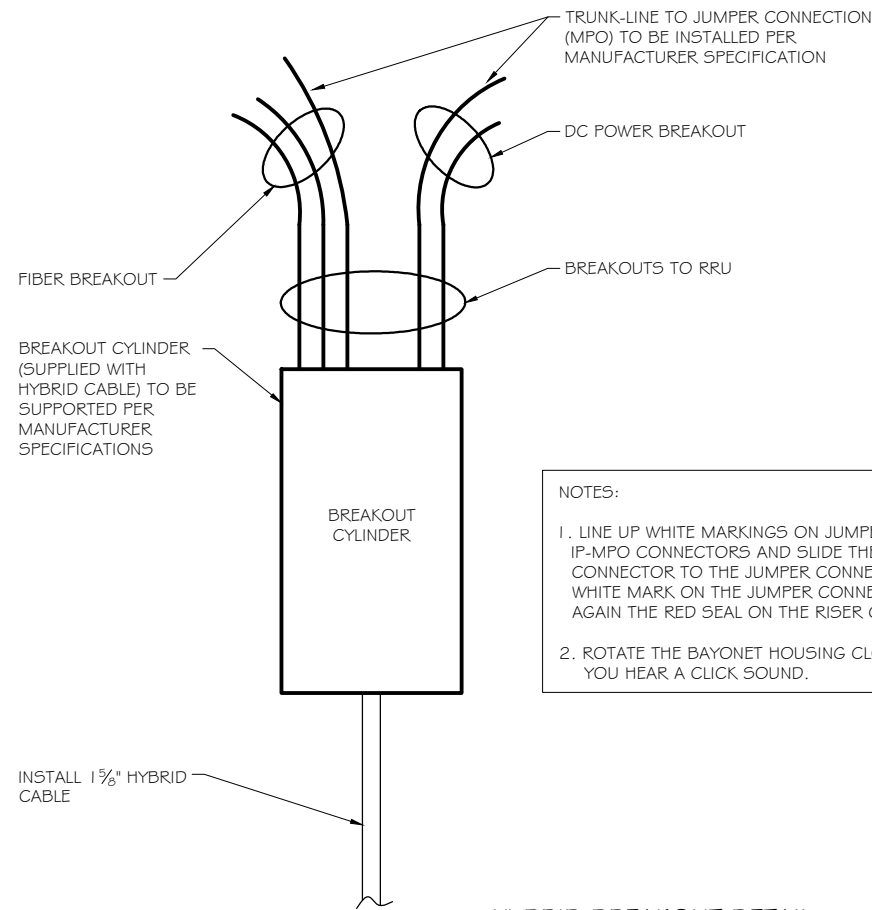 TRUNK-LINE TO JUMPER CONNECTION
(MPO) TO BE INSTALLED PER
MANUFACTURER SPECIFICATION
DC POWER BREAKOUT
FIBER BREAKOUT
BREAKOUTS TO RRU
BREAKOUT CYLINDER
(SUPPLIED WITH
HYBRID CABLE) TO BE
SUPPORTED PER
MANUFACTURER
SPECIFICATIONS
BREAKOUT
CYLINDER
NOTES:
1. LINE UP WHITE MARKINGS ON
IP-MPO CONNECTORS AND SLIDE
CONNECTOR TO THE JUMPER
WHITE MARK ON THE JUMPER
AGAIN THE RED SEAL ON THE RISER
2. ROTATE THE BAYONET HOUSING
YOU HEAR A CLICK SOUND.
INSTALL 1 5/8" HYBRID
CABLE